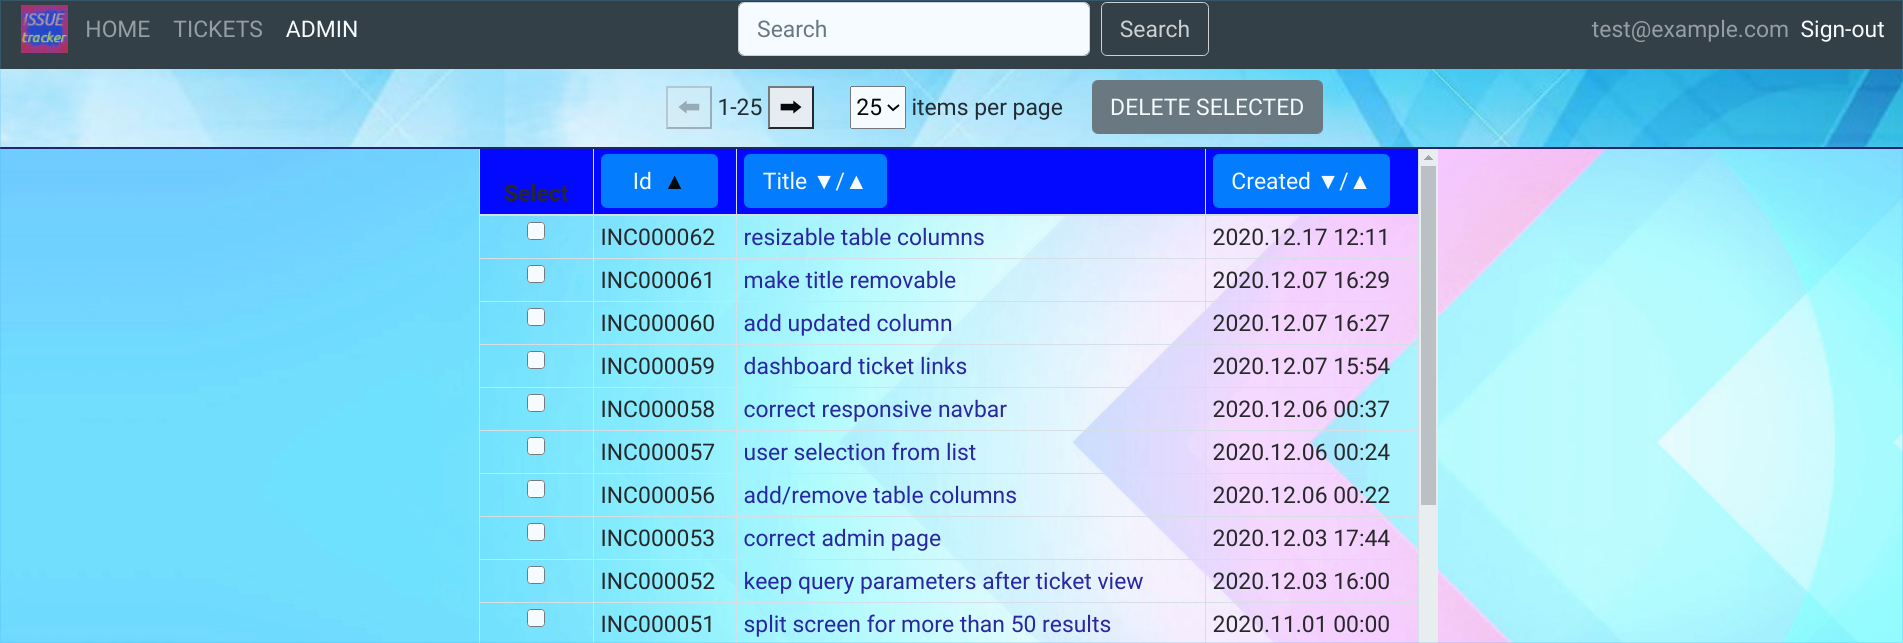 ISSUE
tracker
HOME TICKETS ADMIN Search Search test@example.com Sign-out
1-25 25 items per page DELETE SELECTED
Select Id ▲ Title ▼/▲ Created ▼/▲
INC000062 resizable table columns 2020.12.17 12:11
INC000061 make title removable 2020.12.07 16:29
INC000060 add updated column 2020.12.07 16:27
INC000059 dashboard ticket links 2020.12.07 15:54
INC000058 correct responsive navbar 2020.12.06 00:37
INC000057 user selection from list 2020.12.06 00:24
INC000056 add/remove table columns 2020.12.06 00:22
INC000053 correct admin page 2020.12.03 17:44
INC000052 keep query parameters after ticket view 2020.12.03 16:00
INC000051 split screen for more than 50 results 2020.11.01 00:00